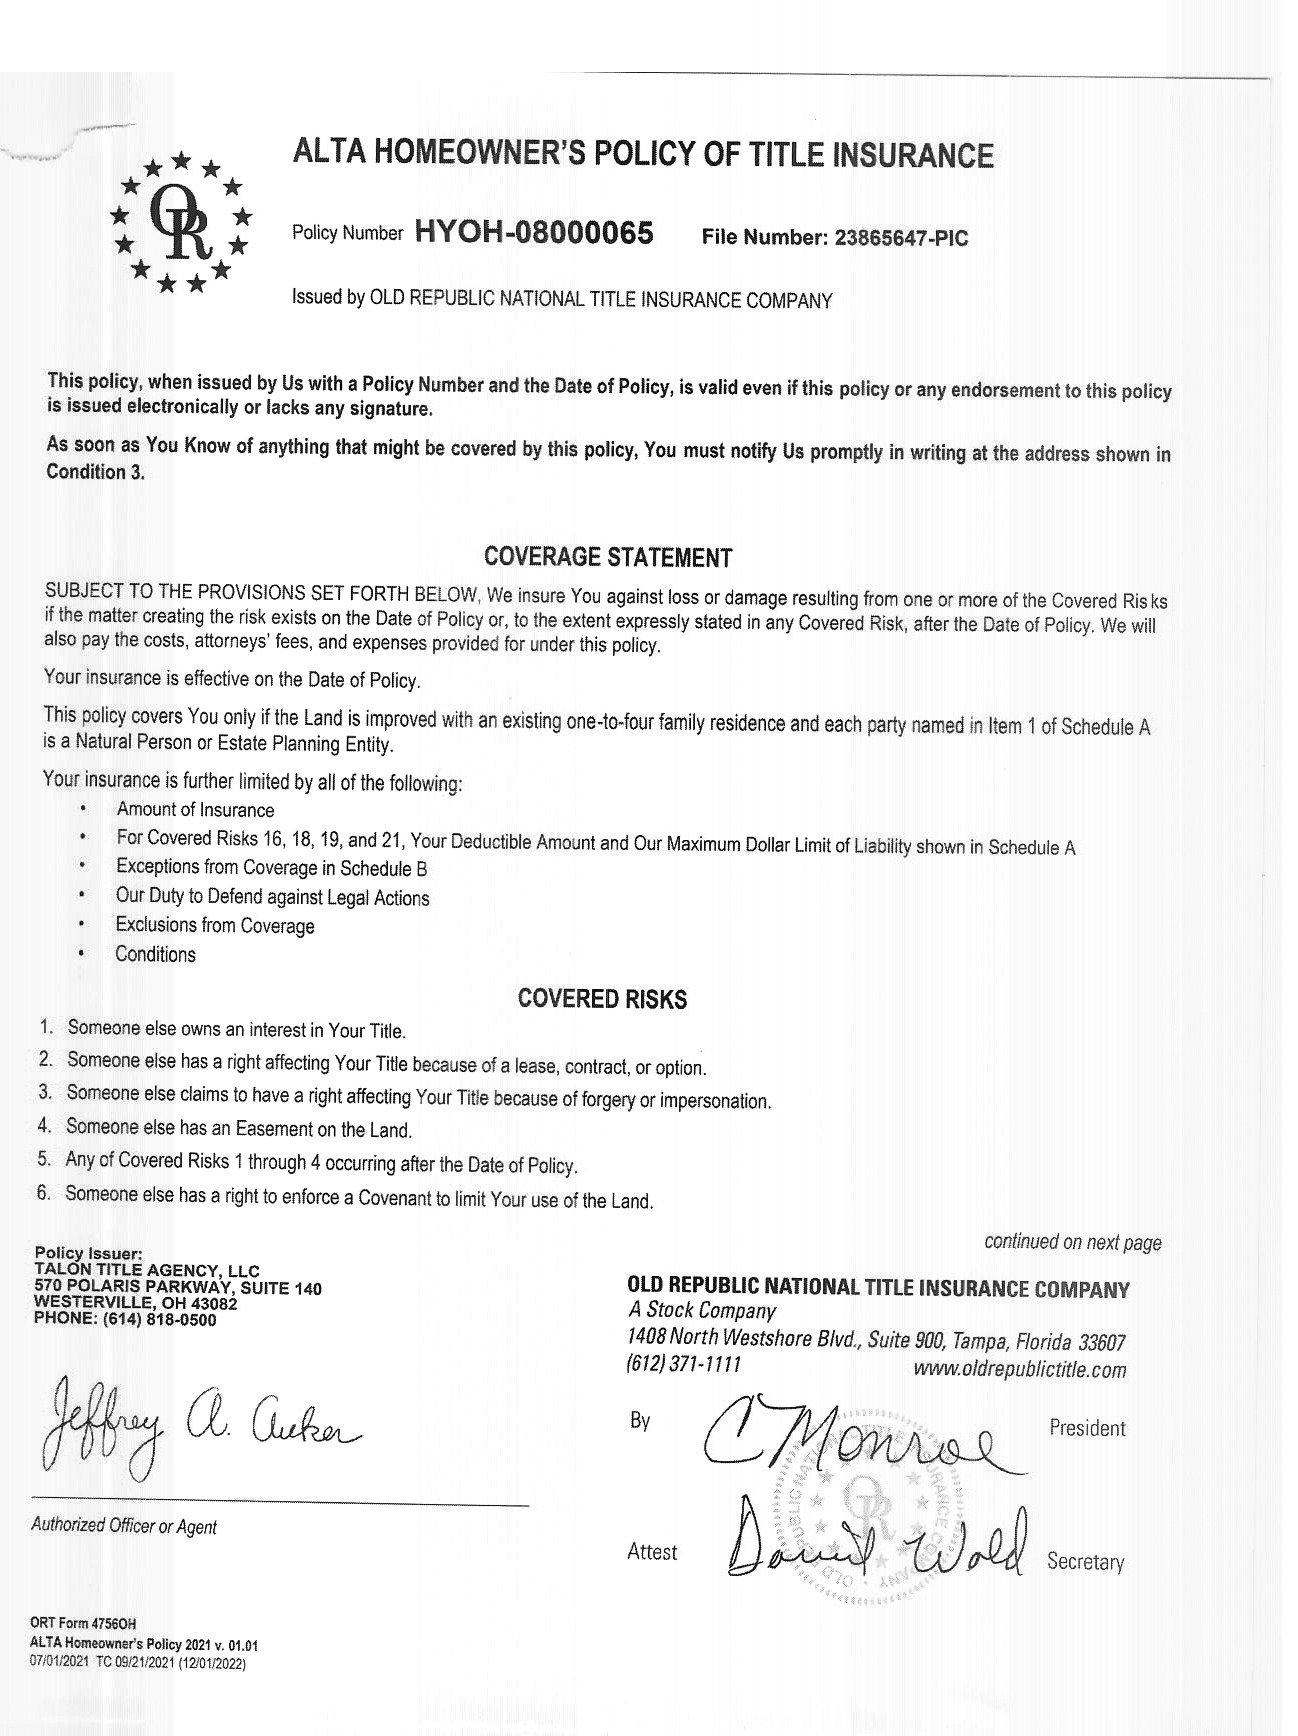 ALTA HOMEOWNER'S POLICY OF TITLE INSURANCE
OR
Policy Number HYOH-08000065 File Number: 23865647-PIC
Issued by OLD REPUBLIC NATIONAL TITLE INSURANCE COMPANY
This policy, when issued by Us with a Policy Number and the Date of Policy, is valid even if this policy or any endorsement to this policy
is issued electronically or lacks any signature.
As soon as You Know of anything that might be covered by this policy, You must notify Us promptly in writing at the address shown in
Condition 3.
COVERAGE STATEMENT
SUBJECT TO THE PROVISIONS SET FORTH BELOW, We insure You against loss or damage resulting from one or more of the Covered Risks
if the matter creating the risk exists on the Date of Policy or, to the extent expressly stated in any Covered Risk, after the Date of Policy. We will
also pay the costs, attorneys' fees, and expenses provided for under this policy.
Your insurance is effective on the Date of Policy.
This policy covers You only if the Land is improved with an existing one-to-four family residence and each party named in Item 1 of Schedule A
is a Natural Person or Estate Planning Entity.
Your insurance is further limited by all of the following:
• Amount of Insurance
• For Covered Risks 16, 18, 19, and 21, Your Deductible Amount and Our Maximum Dollar Limit of Liability shown in Schedule A
• Exceptions from Coverage in Schedule B
• Our Duty to Defend against Legal Actions
• Exclusions from Coverage
• Conditions
COVERED RISKS
1. Someone else owns an interest in Your Title.
2. Someone else has a right affecting Your Title because of a lease, contract, or option.
3. Someone else claims to have a right affecting Your Title because of forgery or impersonation.
4. Someone else has an Easement on the Land.
5. Any of Covered Risks 1 through 4 occurring after the Date of Policy.
6. Someone else has a right to enforce a Covenant to limit Your use of the Land.
continued on next page
Policy Issuer:
TALON TITLE AGENCY, LLC
570 POLARIS PARKWAY, SUITE 140
WESTERVILLE, OH 43082
PHONE: (614) 818-0500
Jeffrey A. Auker
Authorized Officer or Agent
OLD REPUBLIC NATIONAL TITLE INSURANCE COMPANY
A Stock Company
1408 North Westshore Blvd., Suite 900, Tampa, Florida 33607
(612) 371-1111 www.oldrepublictitle.com
By C Monroe President
OLD REPUBLIC NATIONAL TITLE INSURANCE COMPANY
OR
Attest David Wold Secretary
ORT Form 4756OH
ALTA Homeowner's Policy 2021 v. 01.01
07/01/2021 TC 09/21/2021 (12/01/2022)